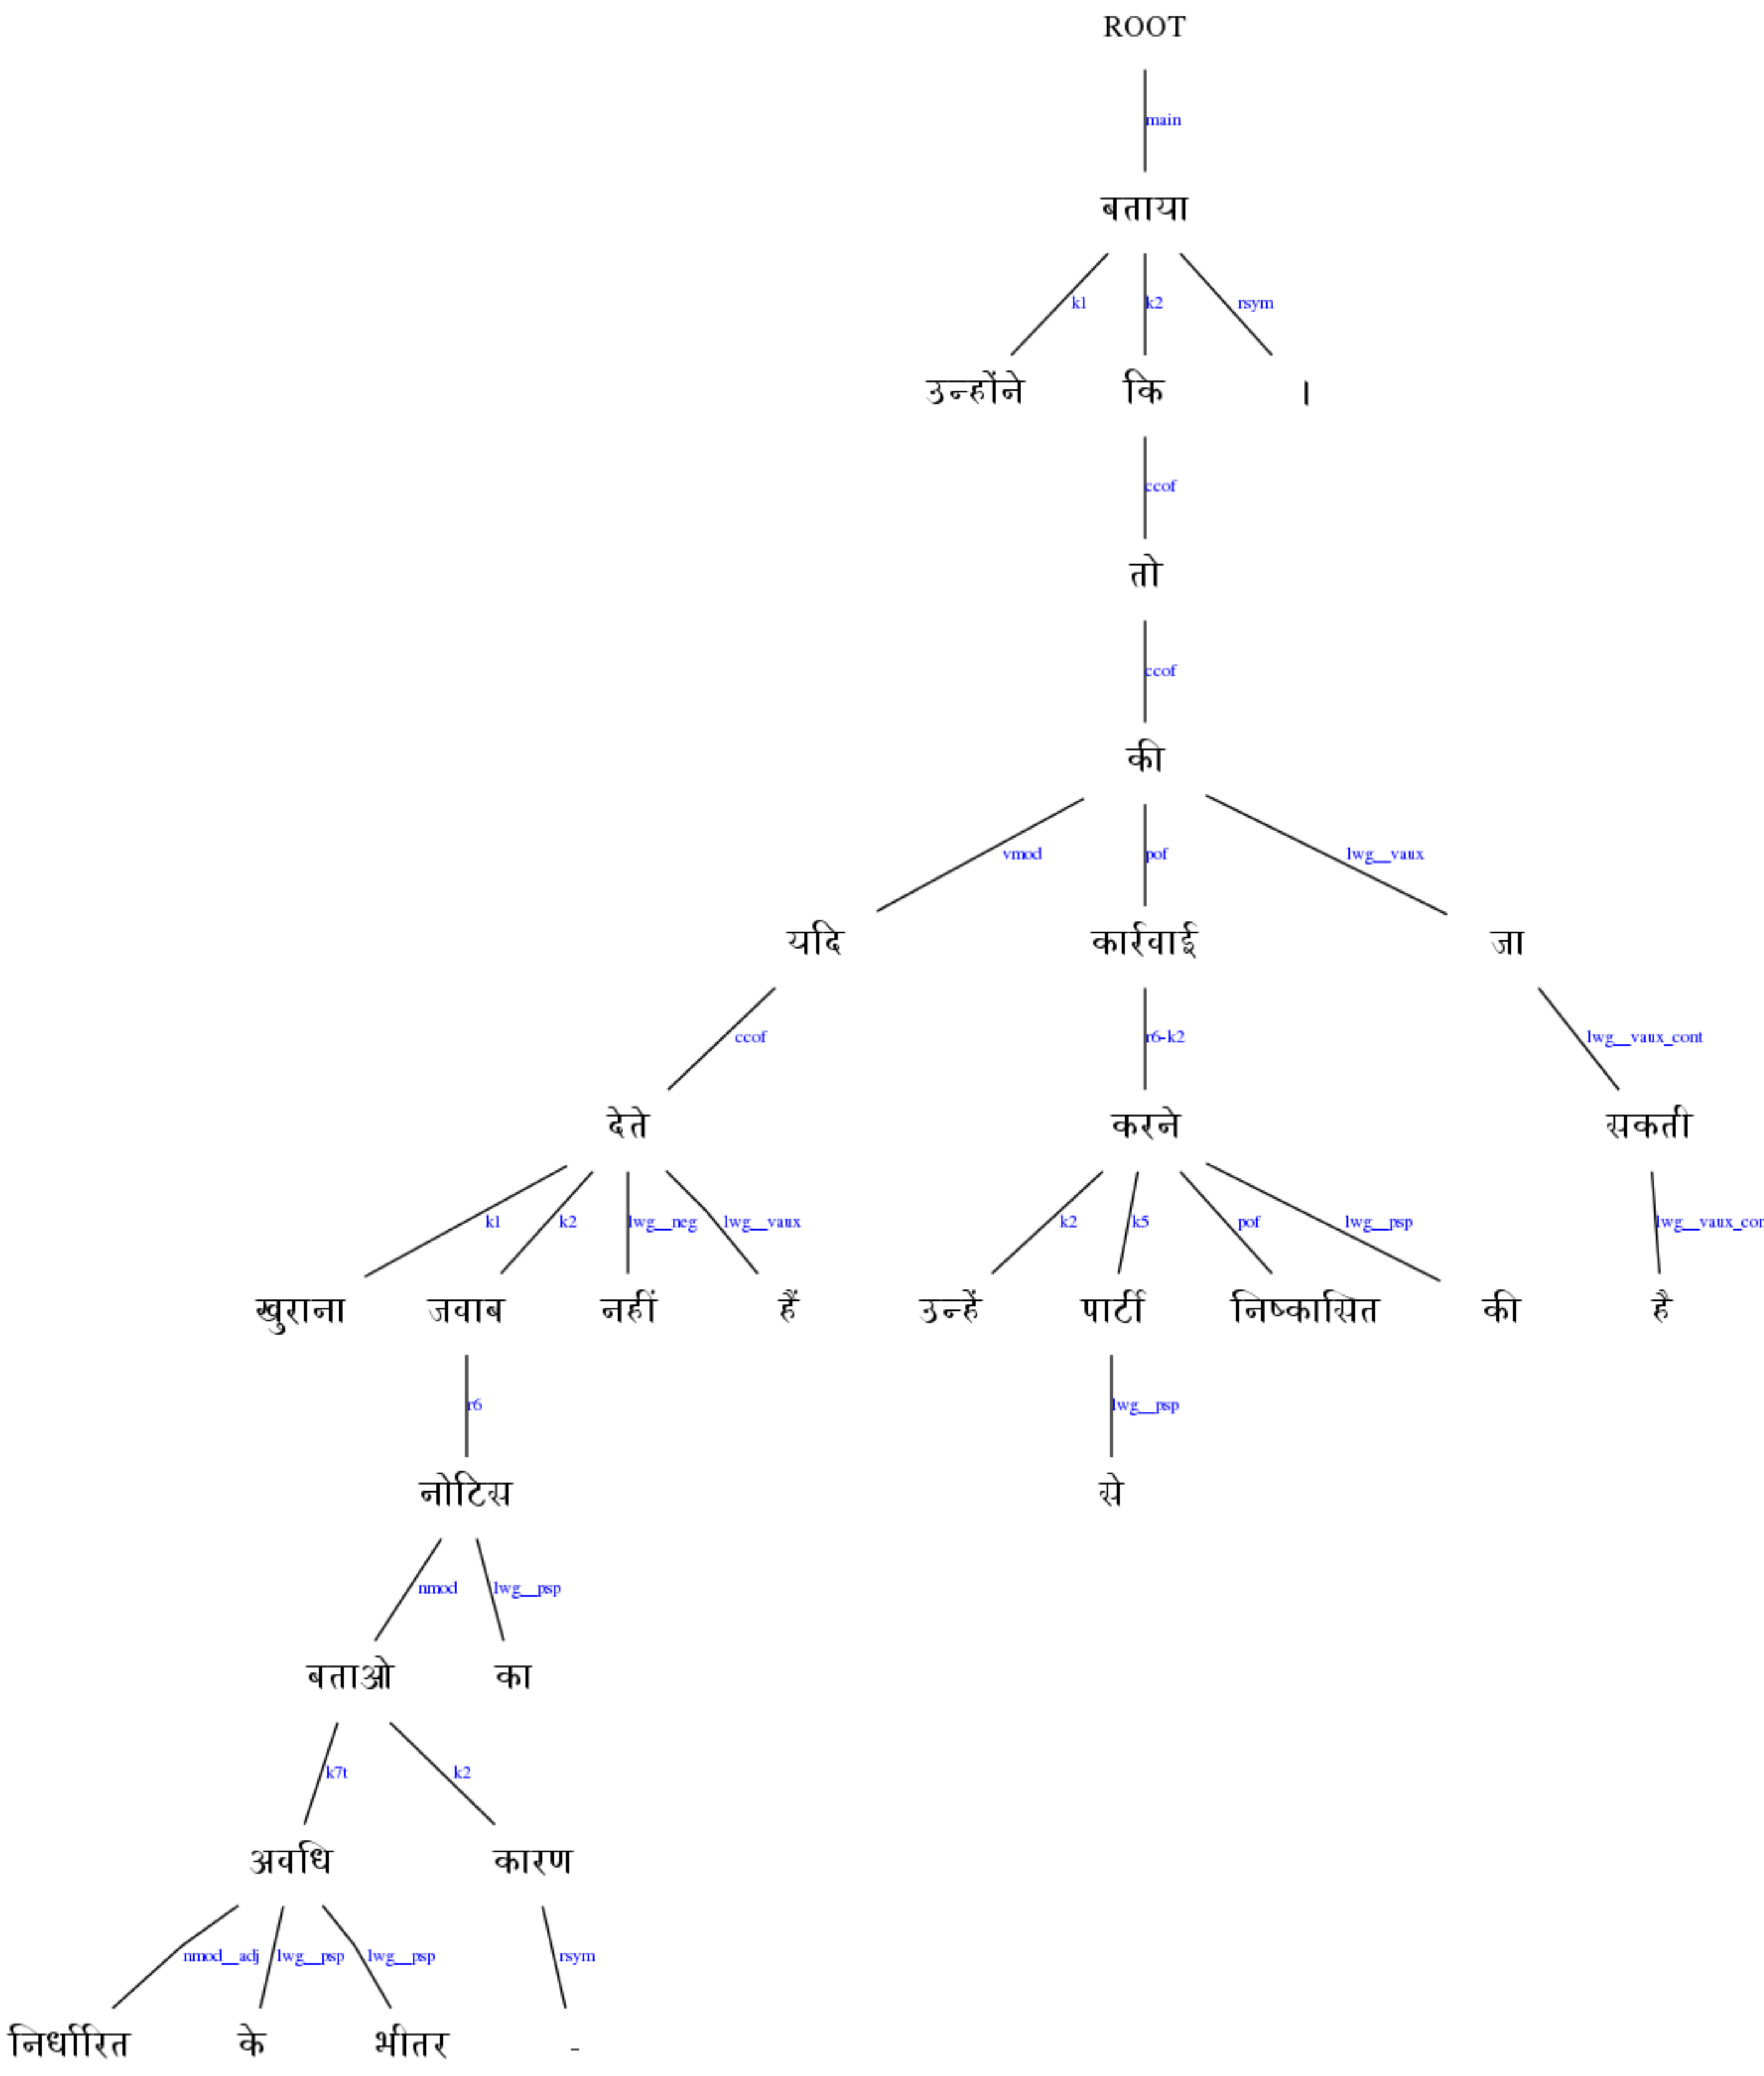 ROOT
main
बताया
k1 k2 rsym
उन्होंने कि ।
ccof
तो
ccof
की
vmod pof lwg__vaux
यदि कार्रवाई जा
ccof r6-k2 lwg__vaux_cont
देते करने सकती
k1 k2 lwg__neg lwg__vaux k2 k5 pof lwg__psp lwg__vaux_con
खुराना जवाब नहीं हैं उन्हें पार्टी निष्कासित की है
r6 lwg__psp
नोटिस से
nmod lwg__psp
बताओ का
k7t k2
अवधि कारण
nmod__adj lwg__psp lwg__psp rsym
निर्धारित के भीतर -